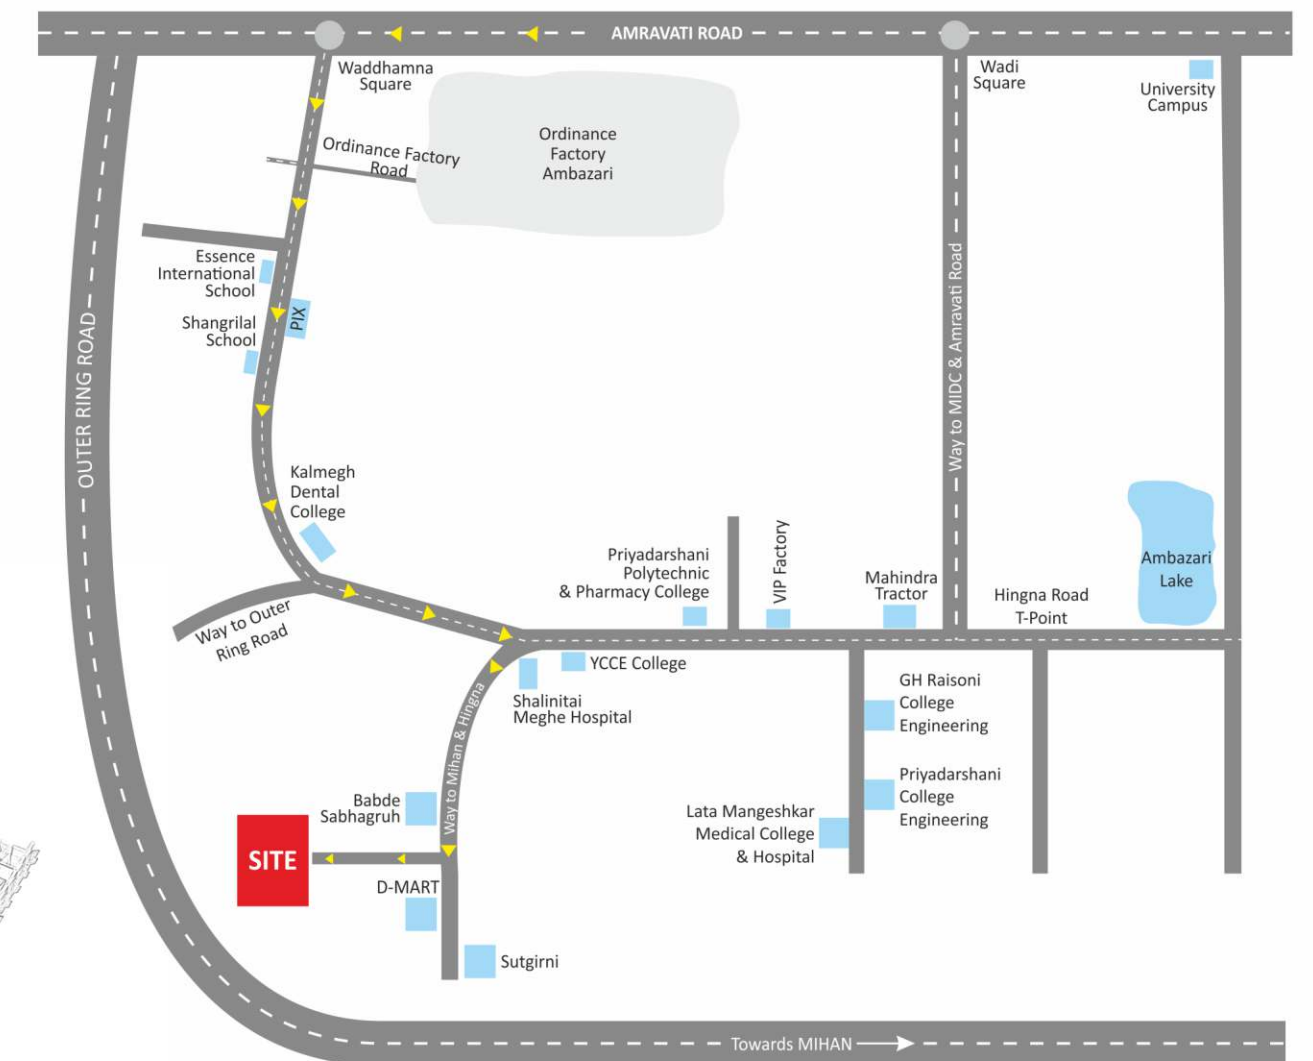 AMRAVATI ROAD
Waddhamna
Square
Wadi
Square
University
Campus
Ordinance
Factory
Ambazari
Ordinance Factory
Road
Essence
International
School
PIX
Shangrilal
School
OUTER RING ROAD
Way to MIDC & Amravati Road
Kalmegh
Dental
College
Priyadarshani
Polytechnic
& Pharmacy College
VIP Factory
Mahindra
Tractor
Hingna Road
T-Point
Ambazari
Lake
Way to Outer
Ring Road
YCCE College
Shalinitai
Meghe Hospital
Way to Mihan & Hingna
GH Raisoni
College
Engineering
Priyadarshani
College
Engineering
Lata Mangeshkar
Medical College
& Hospital
Babde
Sabhagruh
SITE
D-MART
Sutgirni
Towards MIHAN